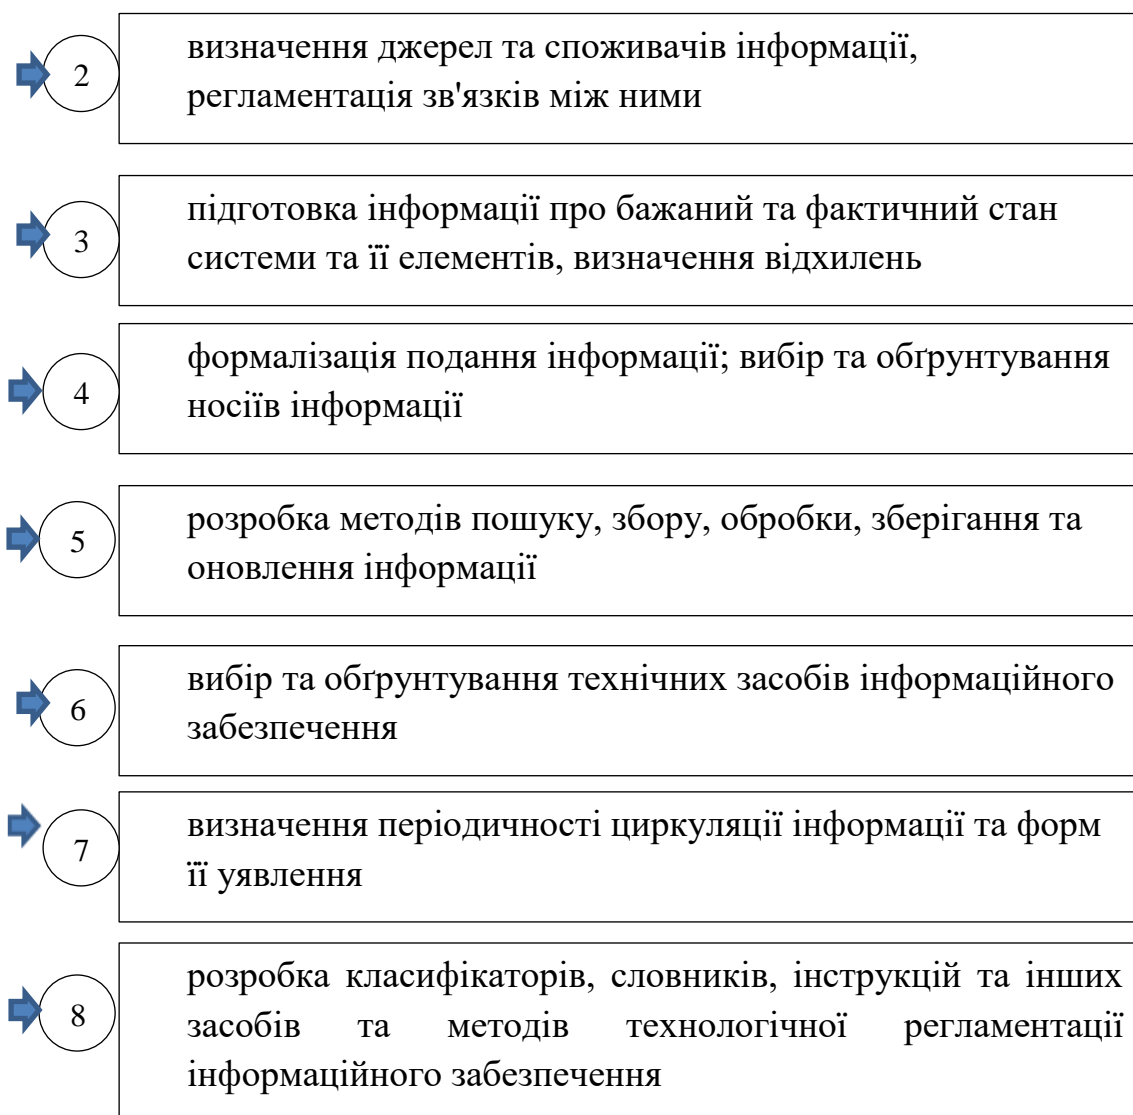 2
визначення джерел та споживачів інформації,
регламентація зв'язків між ними
3
підготовка інформації про бажаний та фактичний стан
системи та її елементів, визначення відхилень
4
формалізація подання інформації; вибір та обґрунтування
носіїв інформації
5
розробка методів пошуку, збору, обробки, зберігання та
оновлення інформації
6
вибір та обґрунтування технічних засобів інформаційного
забезпечення
7
визначення періодичності циркуляції інформації та форм
її уявлення
8
розробка класифікаторів, словників, інструкцій та інших
засобів та методів технологічної регламентації
інформаційного забезпечення